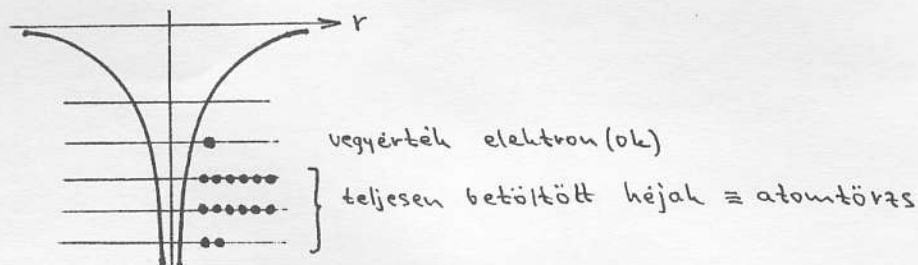 r
vegyérték elektron(ok)
teljesen betöltött héjak ≡ atomtörzs